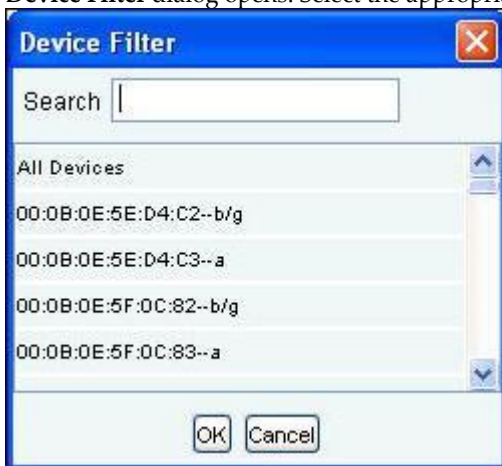 Device Filter dialog opens. Select the appropri
Device Filter
Search
All Devices
00:0B:0E:5E:D4:C2--b/g
00:0B:0E:5E:D4:C3--a
00:0B:0E:5F:0C:82--b/g
00:0B:0E:5F:0C:83--a
OK Cancel